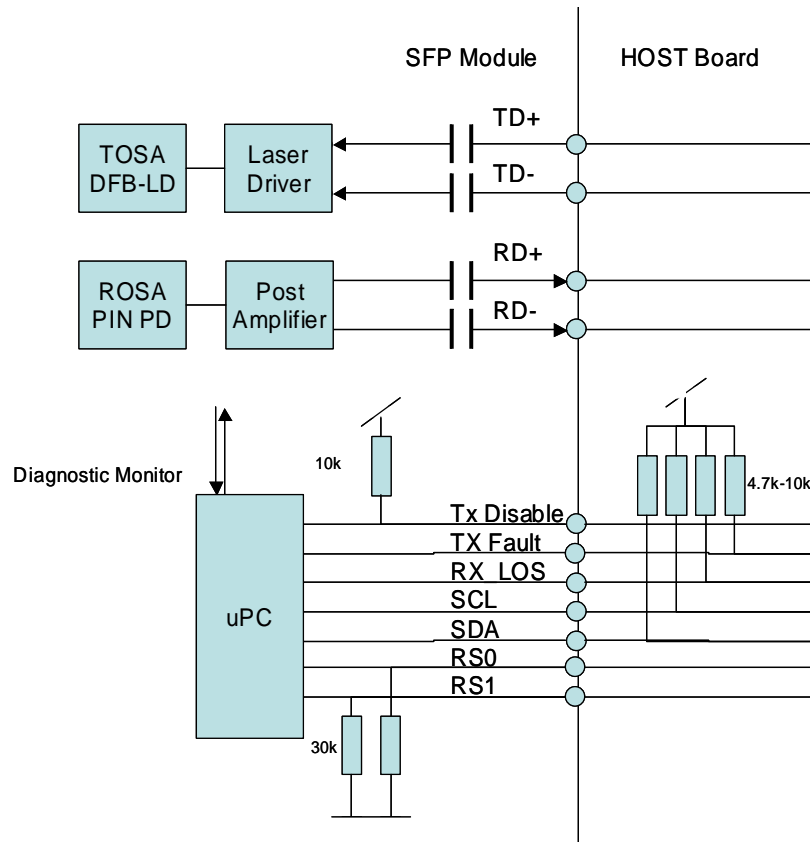 SFP Module
HOST Board
TD+
TOSA
DFB-LD
Laser
Driver
TD-
RD+
ROSA
PIN PD
Post
Amplifier
RD-
Diagnostic Monitor
10k
4.7k-10k
Tx Disable
TX Fault
RX_LOS
uPC
SCL
SDA
RS0
RS1
30k